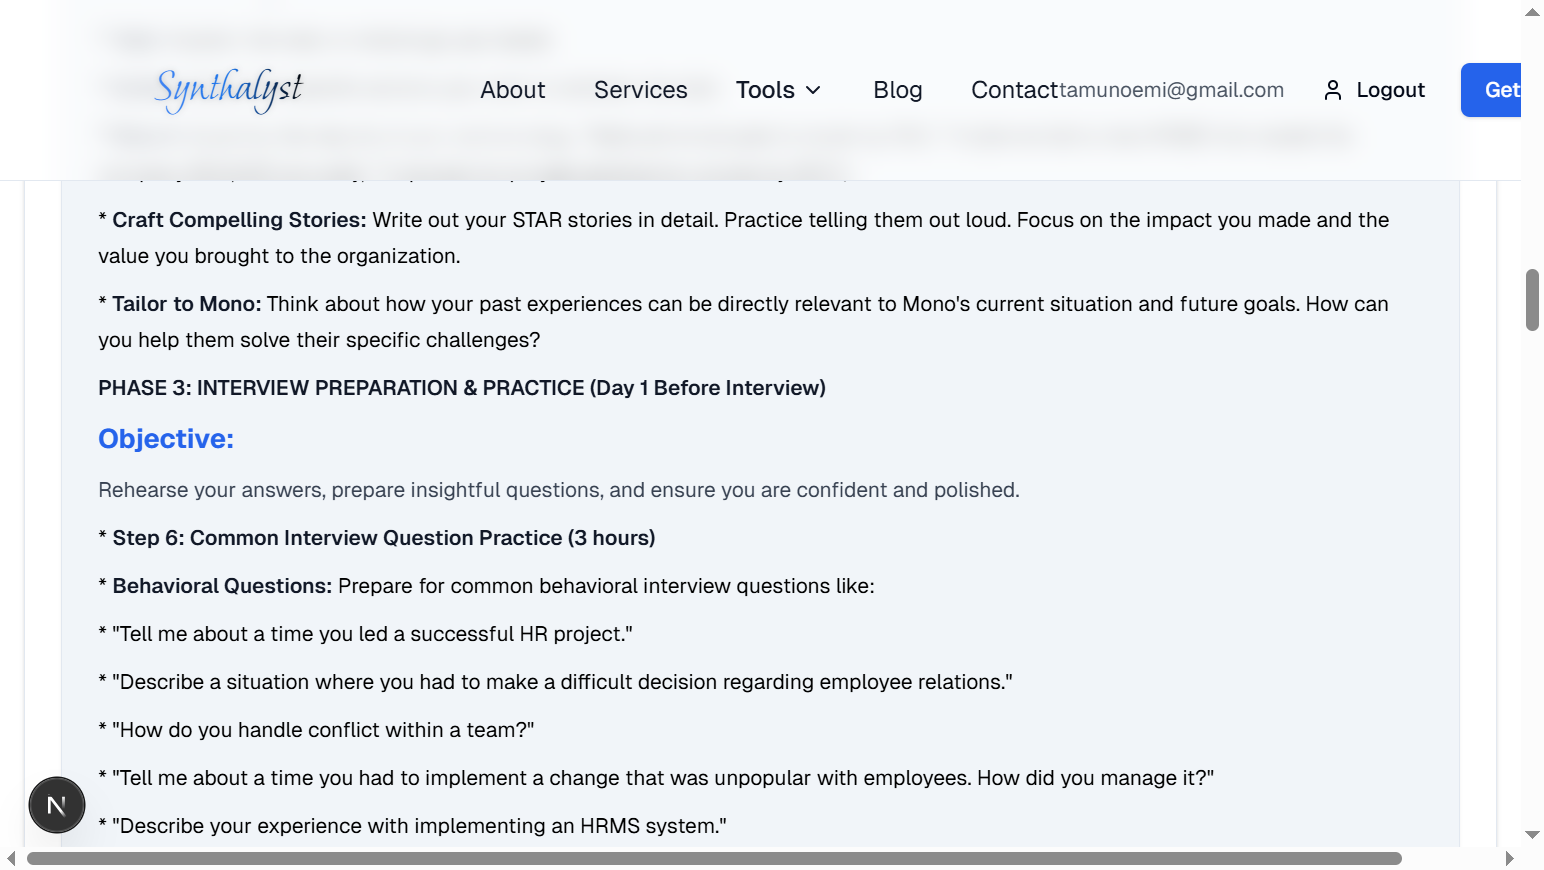 Synthalyst
About
Services
Tools
Blog
Contact
tamunoemi@gmail.com
Logout
Get
* Craft Compelling Stories: Write out your STAR stories in detail. Practice telling them out loud. Focus on the impact you made and the
value you brought to the organization.
* Tailor to Mono: Think about how your past experiences can be directly relevant to Mono's current situation and future goals. How can
you help them solve their specific challenges?
PHASE 3: INTERVIEW PREPARATION & PRACTICE (Day 1 Before Interview)
Objective:
Rehearse your answers, prepare insightful questions, and ensure you are confident and polished.
* Step 6: Common Interview Question Practice (3 hours)
* Behavioral Questions: Prepare for common behavioral interview questions like:
* "Tell me about a time you led a successful HR project."
* "Describe a situation where you had to make a difficult decision regarding employee relations."
* "How do you handle conflict within a team?"
* "Tell me about a time you had to implement a change that was unpopular with employees. How did you manage it?"
* "Describe your experience with implementing an HRMS system."
N